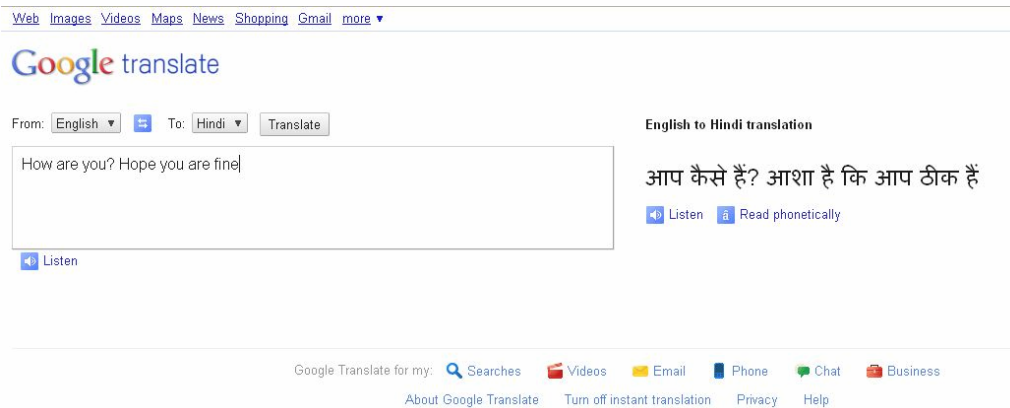 Web Images Videos Maps News Shopping Gmail more ▼
Google translate
From: English ▼ To: Hindi ▼ Translate
How are you? Hope you are fine
Listen
English to Hindi translation
आप कैसे हैं? आशा है कि आप ठीक हैं
Listen ä Read phonetically
Google Translate for my: Searches Videos Email Phone Chat Business
About Google Translate Turn off instant translation Privacy Help